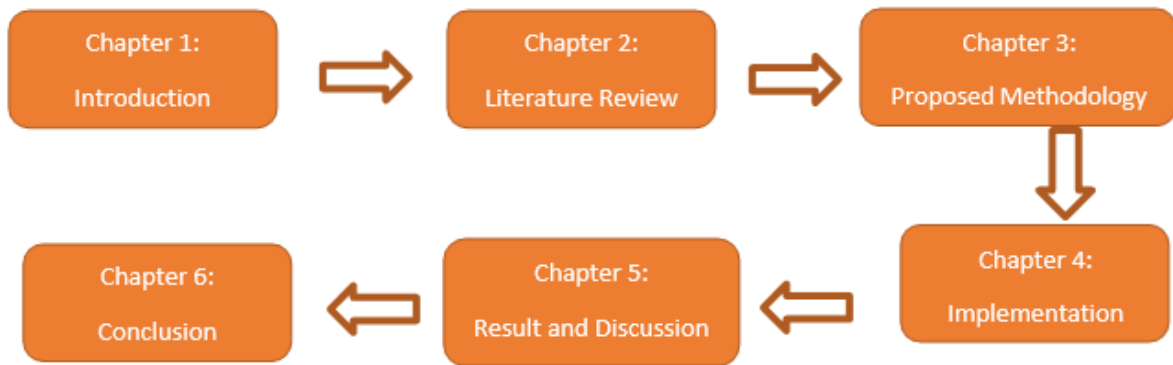 Chapter 1:
Introduction
Chapter 2:
Literature Review
Chapter 3:
Proposed Methodology
Chapter 4:
Implementation
Chapter 5:
Result and Discussion
Chapter 6:
Conclusion